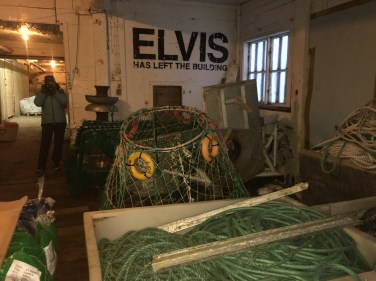 ELVIS
HAS LEFT THE BUILDING